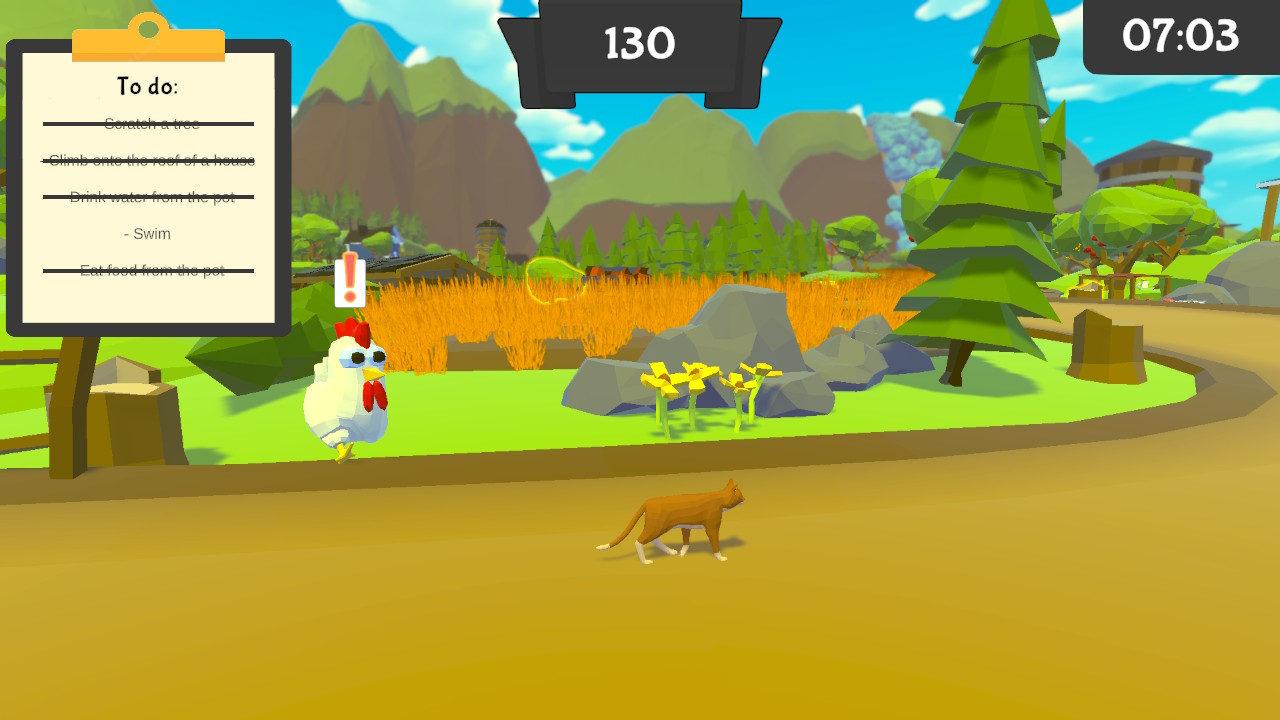 To do:
- Scratch a tree
- Climb onto the roof of a house
- Drink water from the pot
- Swim
- Eat food from the pot
130
07:03
!